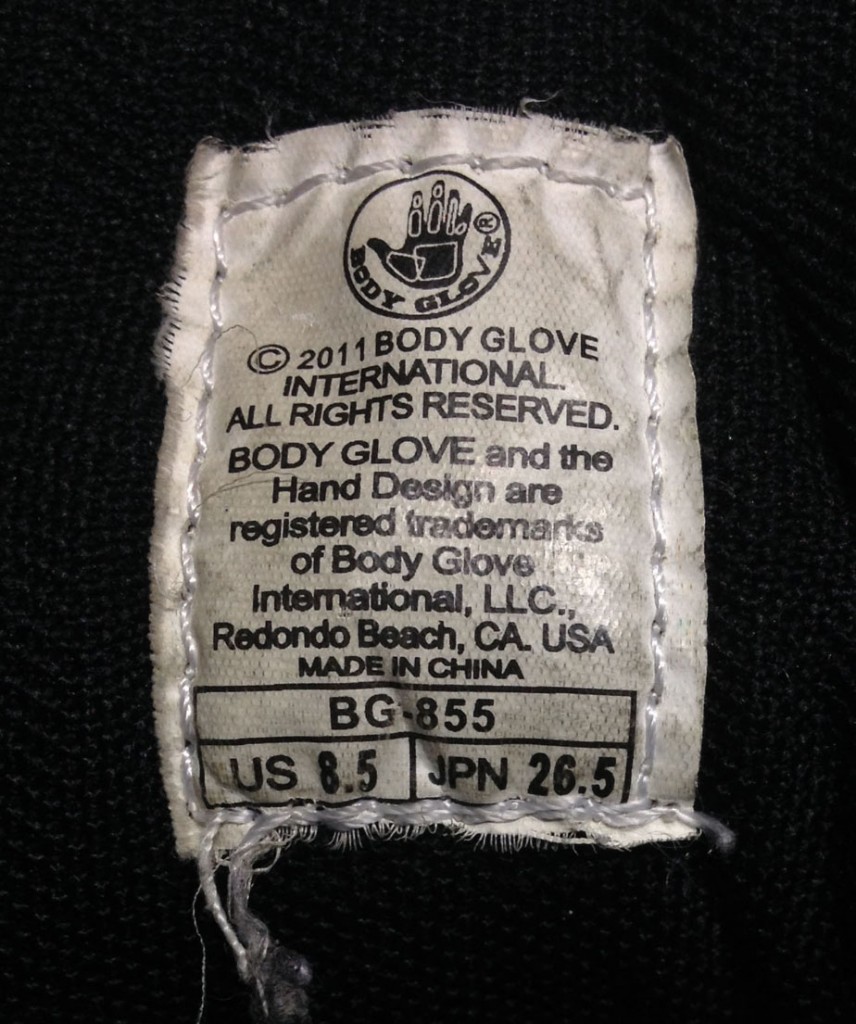 BODY GLOVE®
© 2011 BODY GLOVE
INTERNATIONAL.
ALL RIGHTS RESERVED.
BODY GLOVE and the
Hand Design are
registered trademarks
of Body Glove
International, LLC.,
Redondo Beach, CA. USA
MADE IN CHINA
BG-855
US 8.5 JPN 26.5